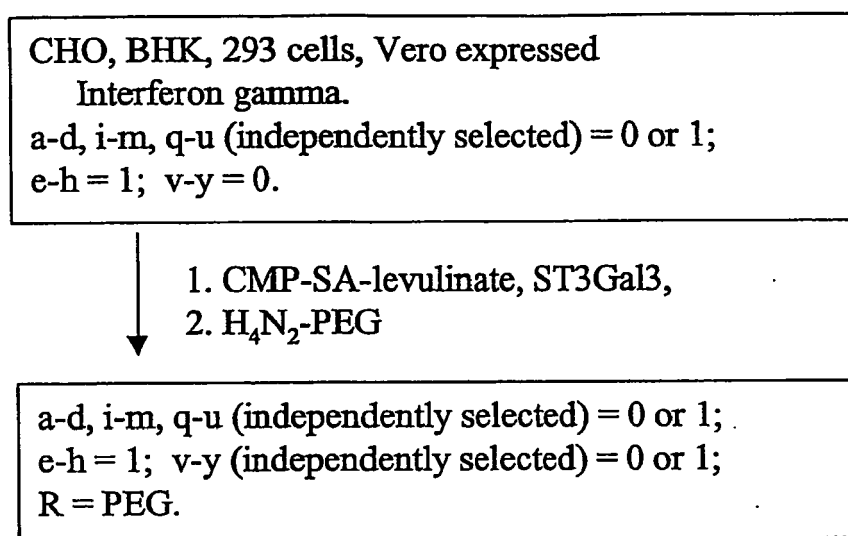 CHO, BHK, 293 cells, Vero expressed
Interferon gamma.
a-d, i-m, q-u (independently selected) = 0 or 1;
e-h = 1; v-y = 0.
1. CMP-SA-levulinate, ST3Gal3,
2. H₄N₂-PEG
a-d, i-m, q-u (independently selected) = 0 or 1;
e-h = 1; v-y (independently selected) = 0 or 1;
R = PEG.